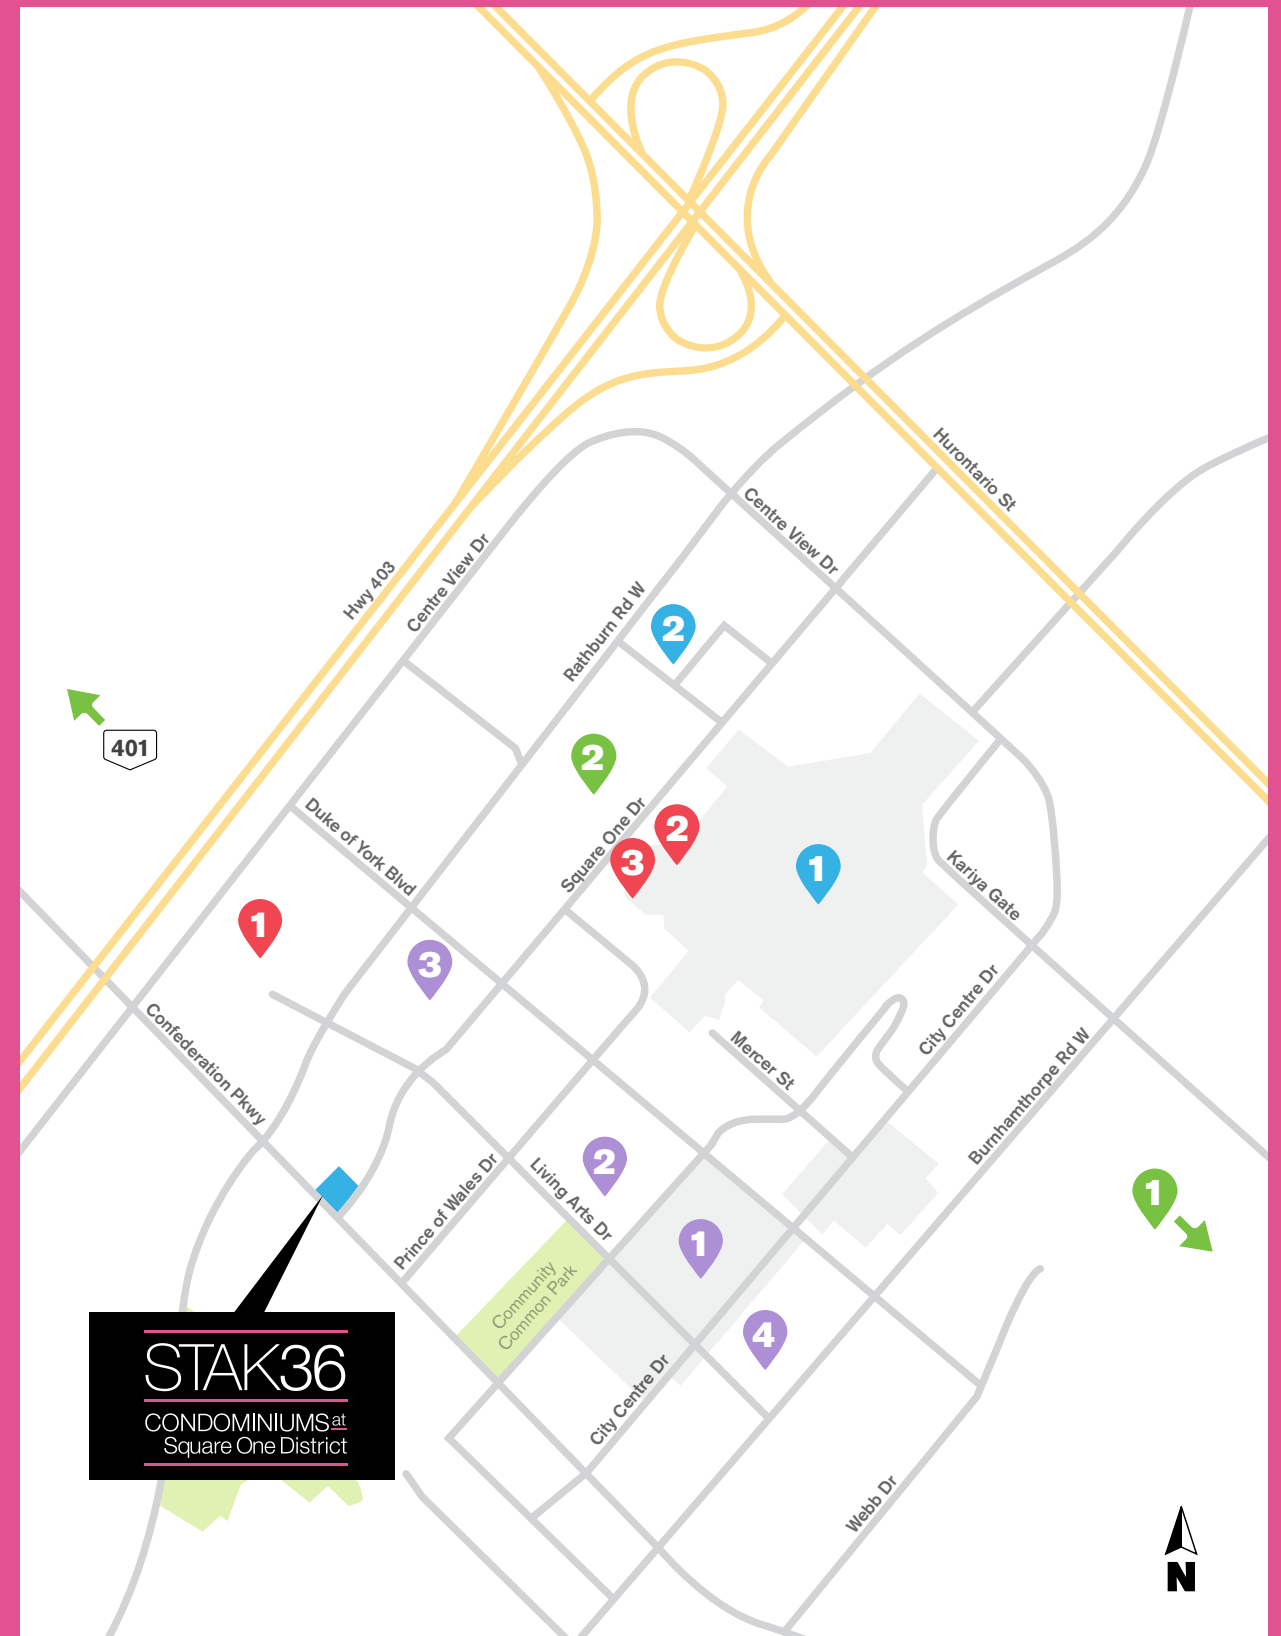 Hurontario St
Centre View Dr
Centre View Dr
Hwy 403
Rathburn Rd W
2
401
2
Square One Dr
2
3
1
Duke of York Blvd
Kariya Gate
1
3
City Centre Dr
Confederation Pkwy
Mercer St
Burnhamthorpe Rd W
2
Living Arts Dr
Prince of Wales Dr
1
1
Community
Common Park
4
STAK36
CONDOMINIUMS at
Square One District
City Centre Dr
Webb Dr
N